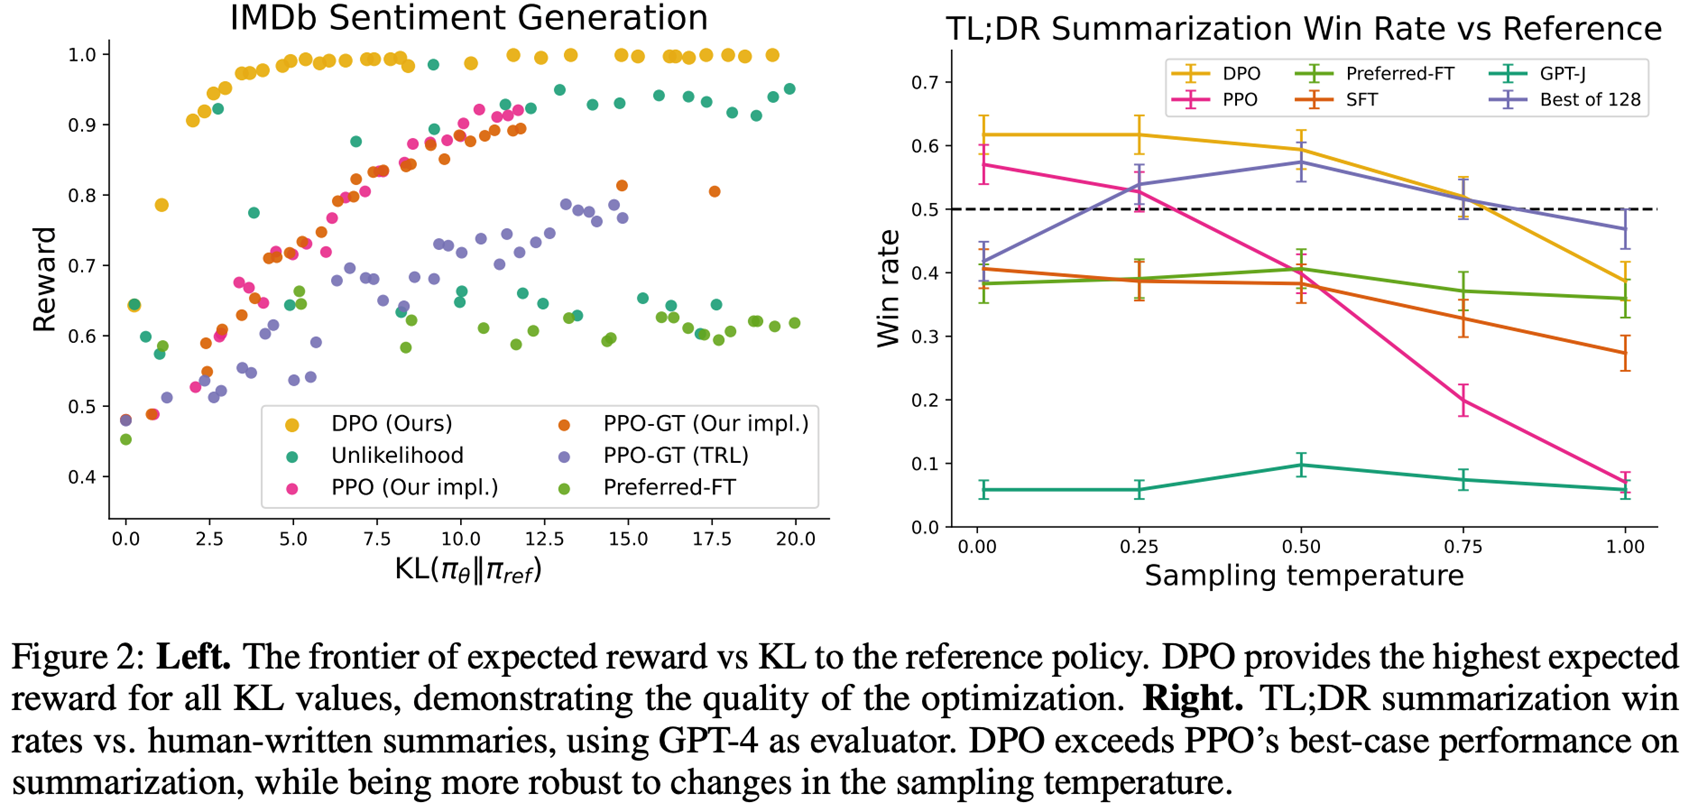 IMDb Sentiment Generation
1.0
0.9
0.8
0.7
0.6
0.5
0.4
Reward
DPO (Ours)
Unlikelihood
PPO (Our impl.)
PPO-GT (Our impl.)
PPO-GT (TRL)
Preferred-FT
0.0 2.5 5.0 7.5 10.0 12.5 15.0 17.5 20.0
KL(πθ‖πref)
TL;DR Summarization Win Rate vs Reference
0.7
0.6
0.5
0.4
0.3
0.2
0.1
0.0
Win rate
DPO Preferred-FT GPT-J
PPO SFT Best of 128
0.00 0.25 0.50 0.75 1.00
Sampling temperature
Figure 2: Left. The frontier of expected reward vs KL to the reference policy. DPO provides the highest expected
reward for all KL values, demonstrating the quality of the optimization. Right. TL;DR summarization win
rates vs. human-written summaries, using GPT-4 as evaluator. DPO exceeds PPO’s best-case performance on
summarization, while being more robust to changes in the sampling temperature.